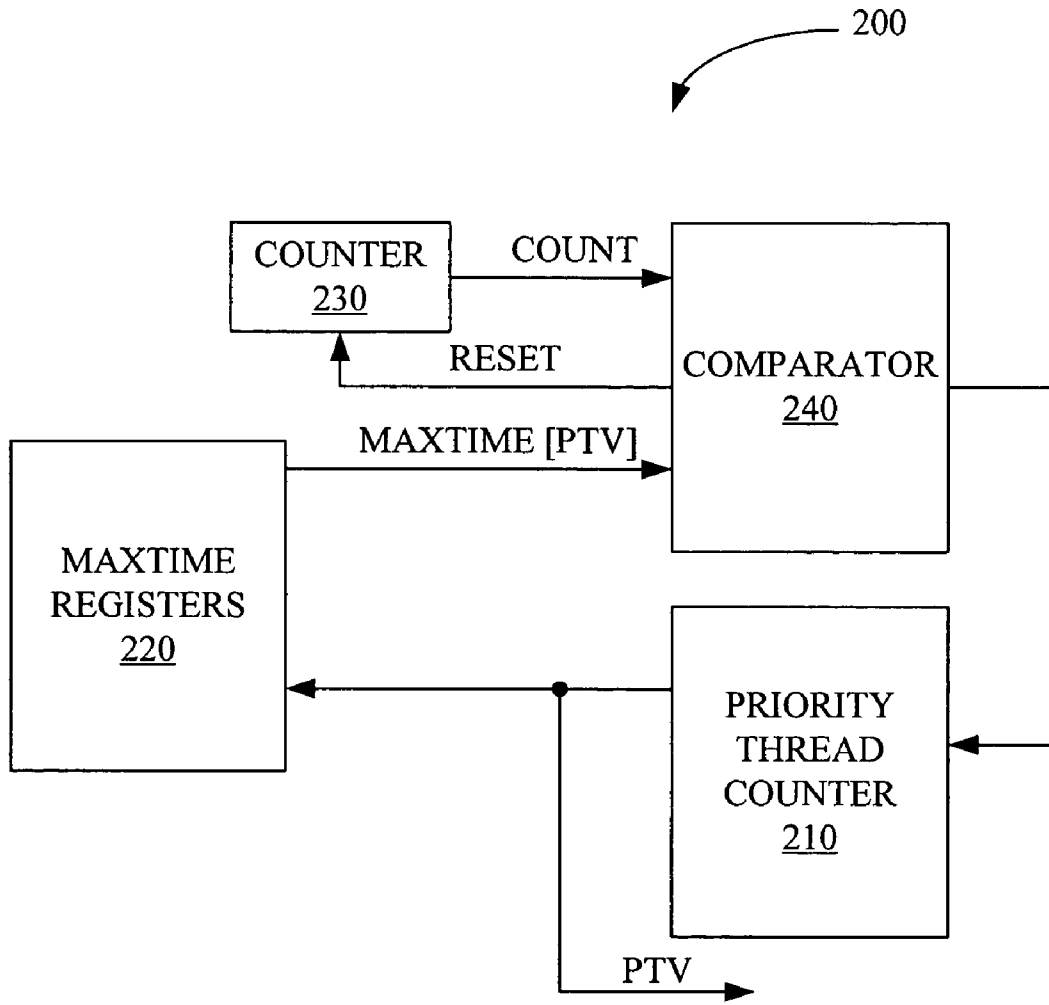 200
COUNTER
230
COUNT
RESET
COMPARATOR
240
MAXTIME [PTV]
MAXTIME
REGISTERS
220
PRIORITY
THREAD
COUNTER
210
PTV